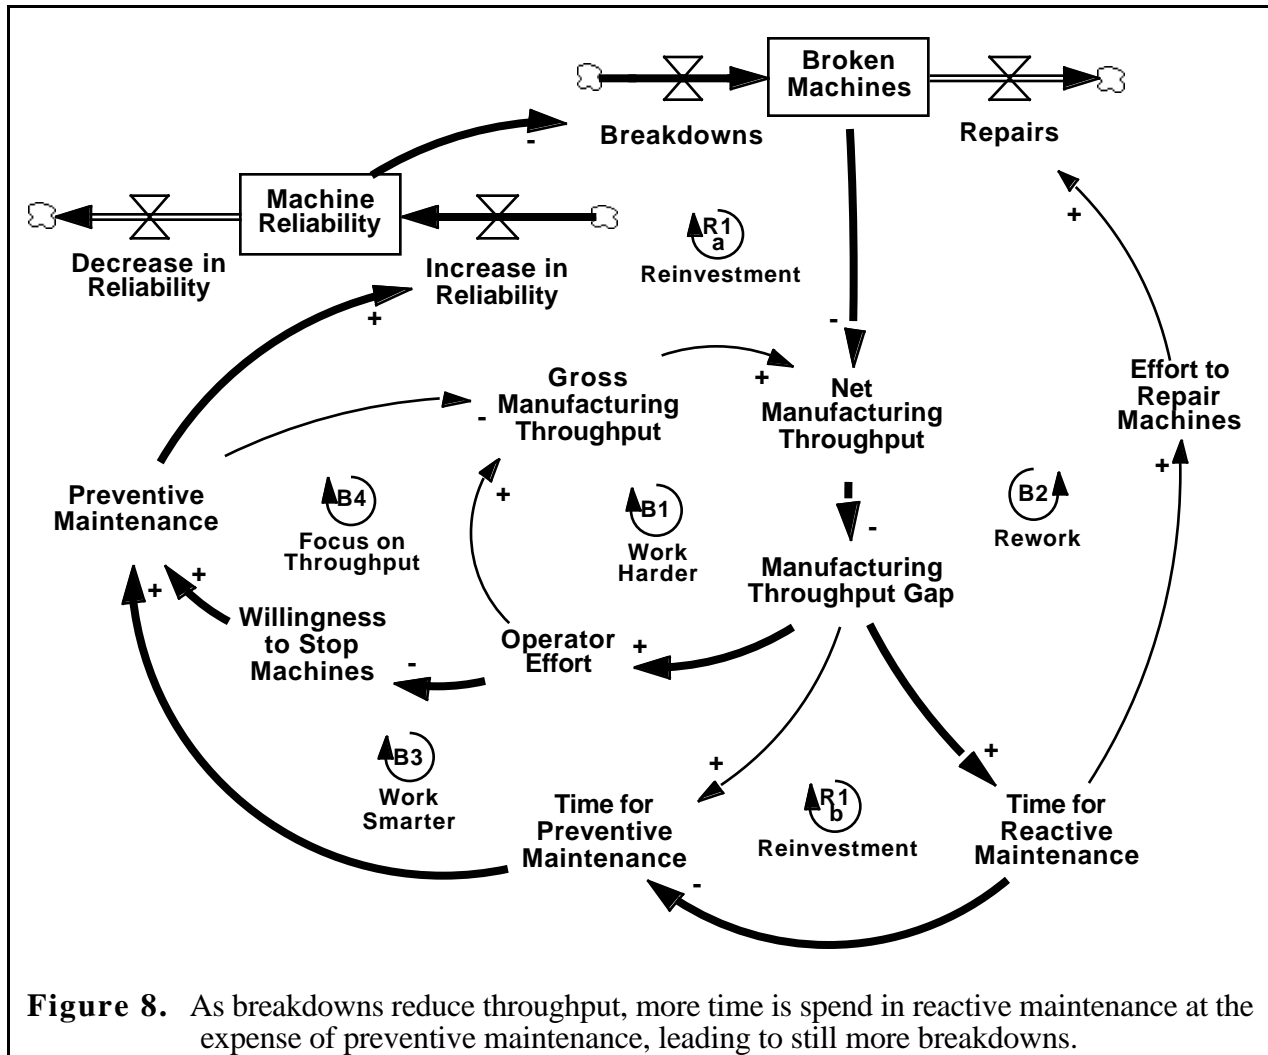 Broken
Machines
Breakdowns
Repairs
-
Machine
Reliability
+
R1
a
Reinvestment
Decrease in
Reliability
Increase in
Reliability
+
-
Gross
Manufacturing
Throughput
+
-
Net
Manufacturing
Throughput
Effort to
Repair
Machines
+
Preventive
Maintenance
B4
Focus on
Throughput
+
B1
Work
Harder
-
B2
Rework
Manufacturing
Throughput Gap
+
+
Willingness
to Stop
Machines
-
Operator
Effort
+
B3
Work
Smarter
+
+
Time for
Preventive
Maintenance
R1
b
Reinvestment
Time for
Reactive
Maintenance
-
Figure 8. As breakdowns reduce throughput, more time is spend in reactive maintenance at the
expense of preventive maintenance, leading to still more breakdowns.